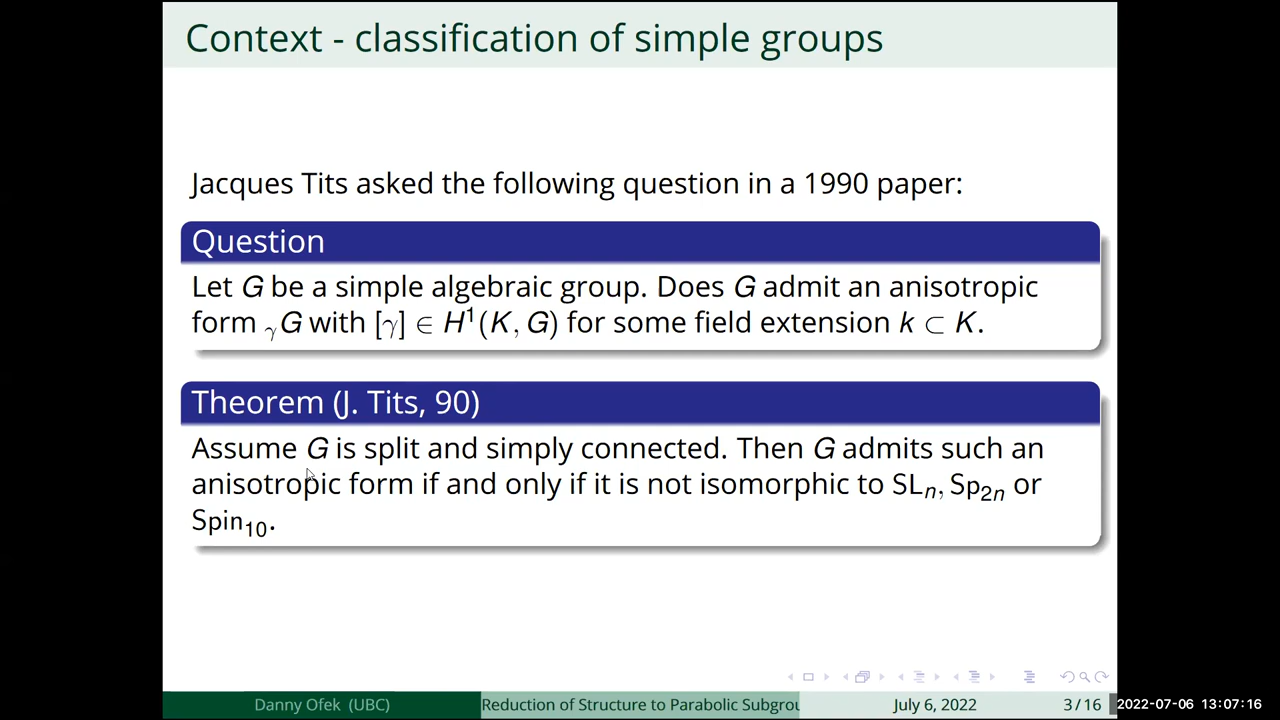 Context - classification of simple groups
Jacques Tits asked the following question in a 1990 paper:
Question
Let G be a simple algebraic group. Does G admit an anisotropic
form ᵧG with [γ] ∈ H¹(K, G) for some field extension k ⊂ K.
Theorem (J. Tits, 90)
Assume G is split and simply connected. Then G admits such an
anisotropic form if and only if it is not isomorphic to SLₙ, Sp₂ₙ or
Spin₁₀.
Danny Ofek (UBC) Reduction of Structure to Parabolic Subgrou July 6, 2022 3 / 16 2022-07-06 13:07:16